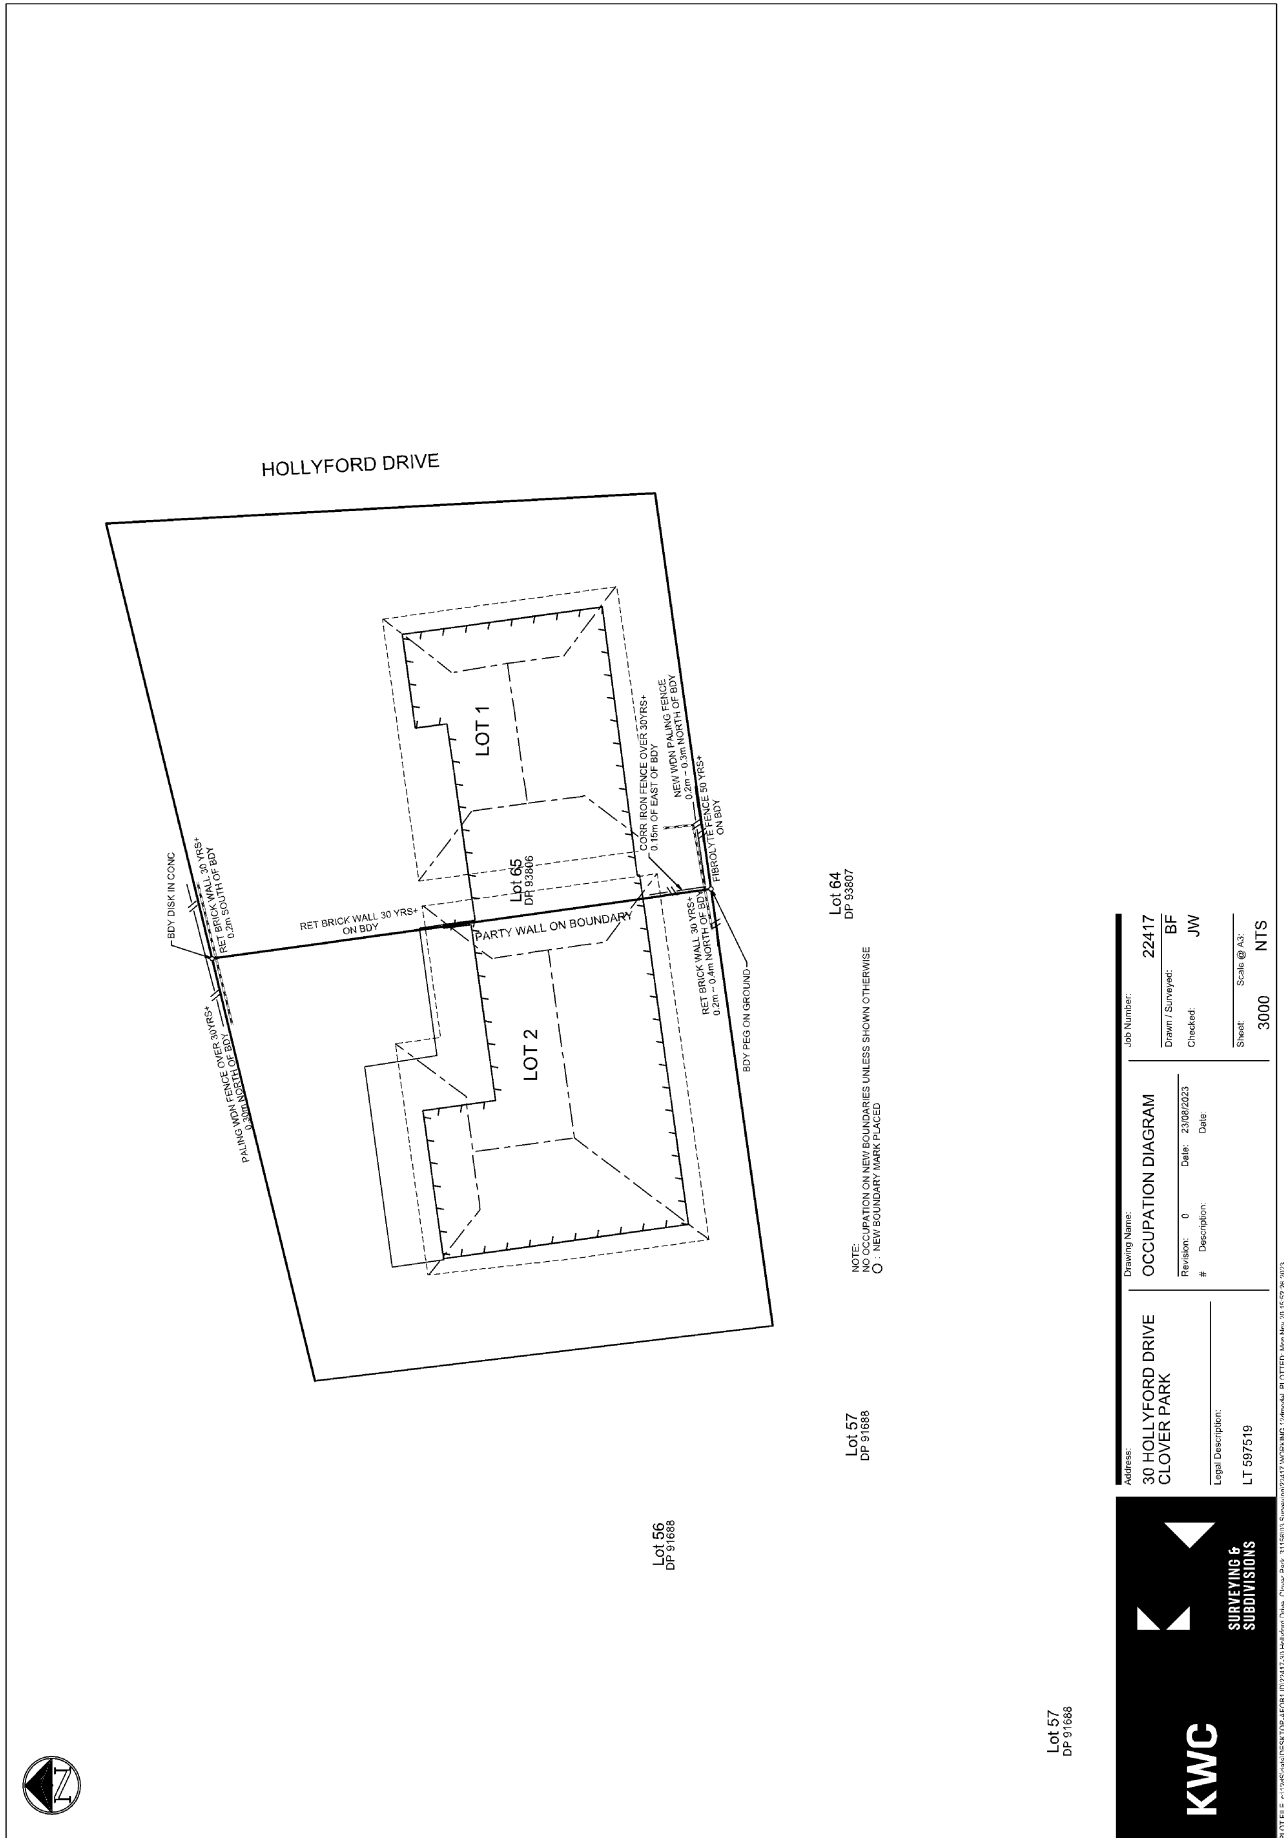 HOLLYFORD DRIVE
BDY DISK IN CONC
RET BRICK WALL 30 YRS+
0.2m SOUTH OF BDY
PALING WDN FENCE OVER 30YRS+
0.30m NORTH OF BDY
RET BRICK WALL 30 YRS+
ON BDY
LOT 1
Lot 65
DP 93806
PARTY WALL ON BOUNDARY
LOT 2
CORR IRON FENCE OVER 30YRS+
0.15m OF EAST OF BDY
NEW WDN PALING FENCE
0.2m - 0.3m NORTH OF BDY
FIBROLYTE FENCE 50 YRS+
ON BDY
RET BRICK WALL 30 YRS+
0.2m - 0.4m NORTH OF BDY
BDY PEG ON GROUND
Lot 64
DP 93807
Lot 57
DP 91688
Lot 56
DP 91688
Lot 57
DP 91688
NOTE:
NO OCCUPATION ON NEW BOUNDARIES UNLESS SHOWN OTHERWISE
: NEW BOUNDARY MARK PLACED
N
KWC
SURVEYING &
SUBDIVISIONS
Address:
30 HOLLYFORD DRIVE
CLOVER PARK
Legal Description:
LT 597519
Drawing Name:
OCCUPATION DIAGRAM
Revision: 0 Date: 23/08/2023
# Description: Date:
Job Number:
22417
Drawn / Surveyed: BF
Checked: JW
Sheet: Scale @ A3:
3000 NTS